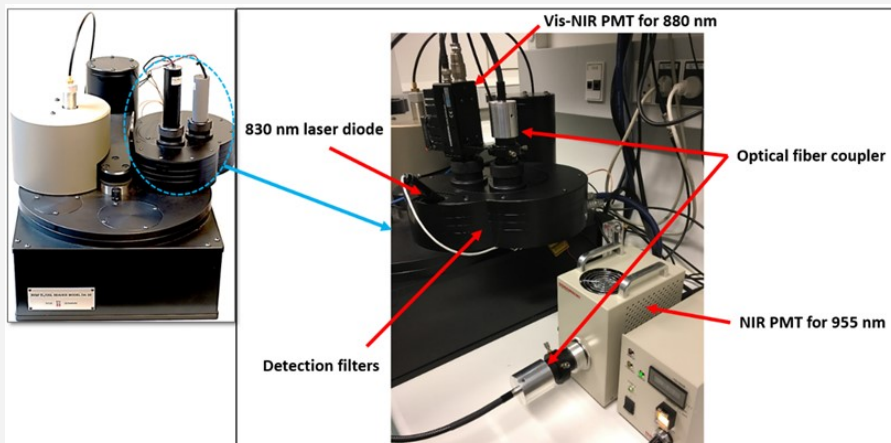 Vis-NIR PMT for 880 nm
830 nm laser diode
Optical fiber coupler
NIR PMT for 955 nm
Detection filters